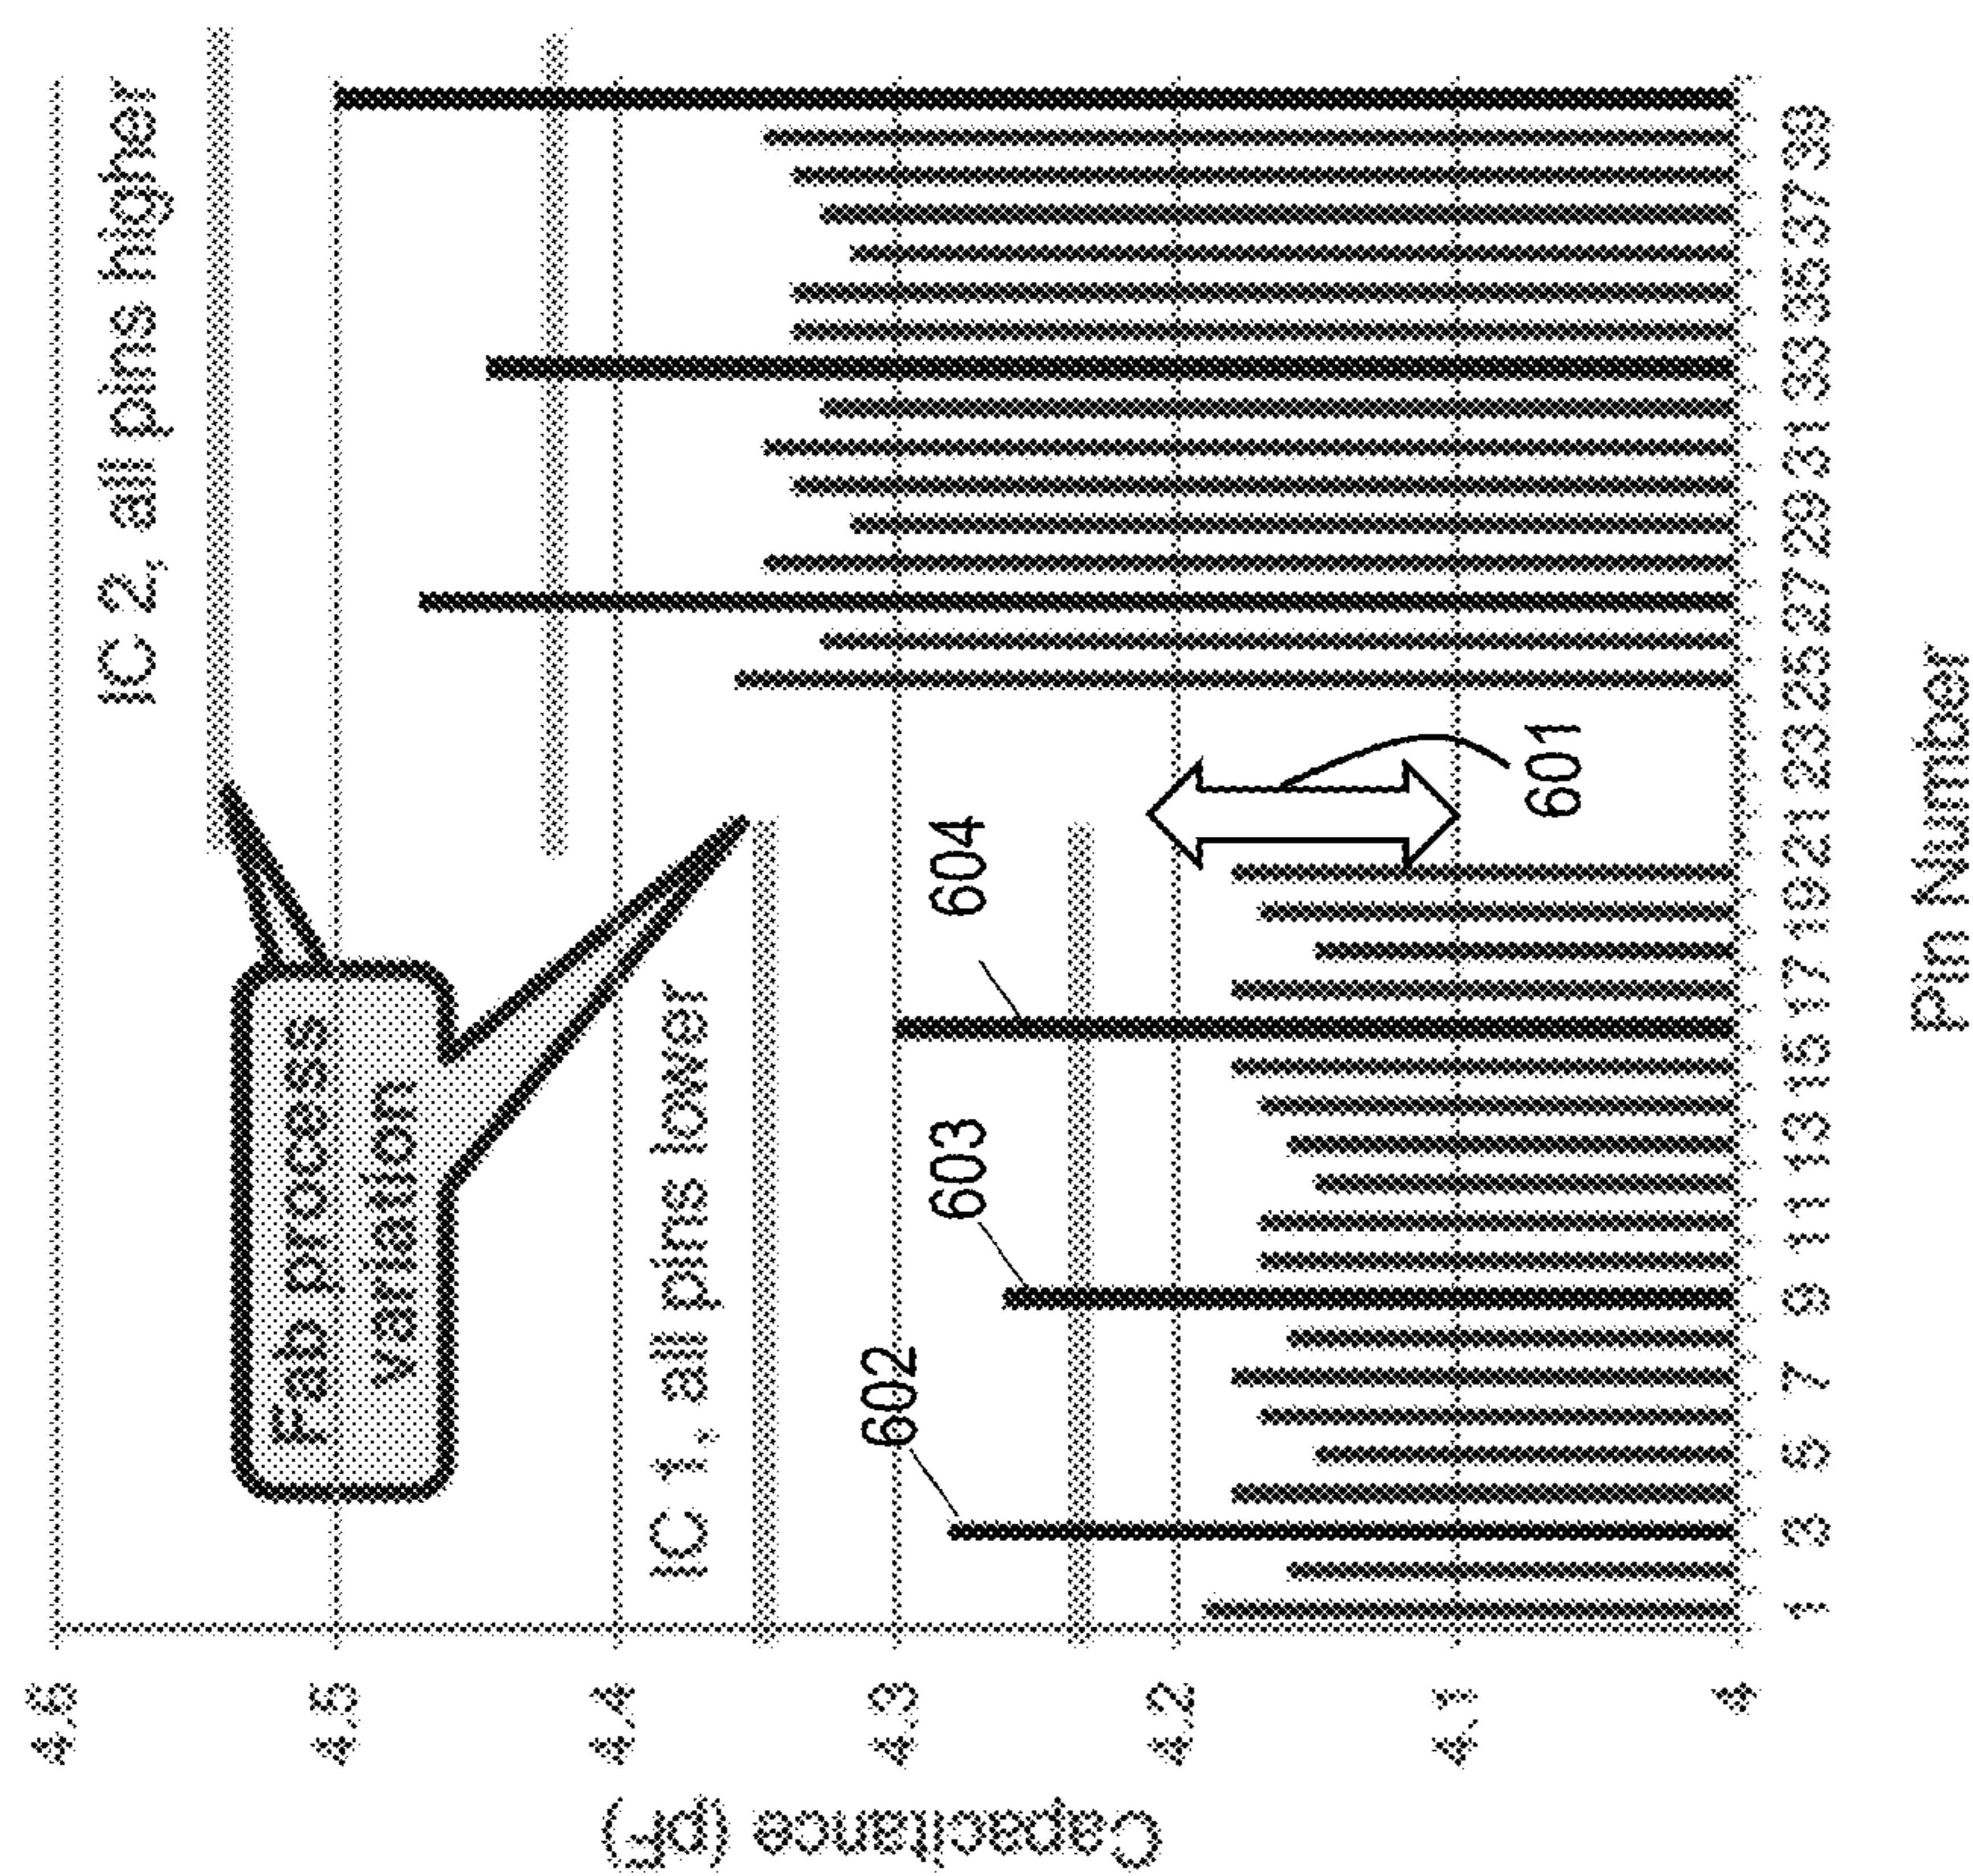 IC 2, all pins higher
Fab process
variation
IC 1, all pins lower
602
603
604
601
Capacitance (pF)
4.6
4.5
4.4
4.3
4.2
4.1
4
1 3 5 7 9 11 13 15 17 19 21 23 25 27 29 31 33 35 37 39
Pin Number